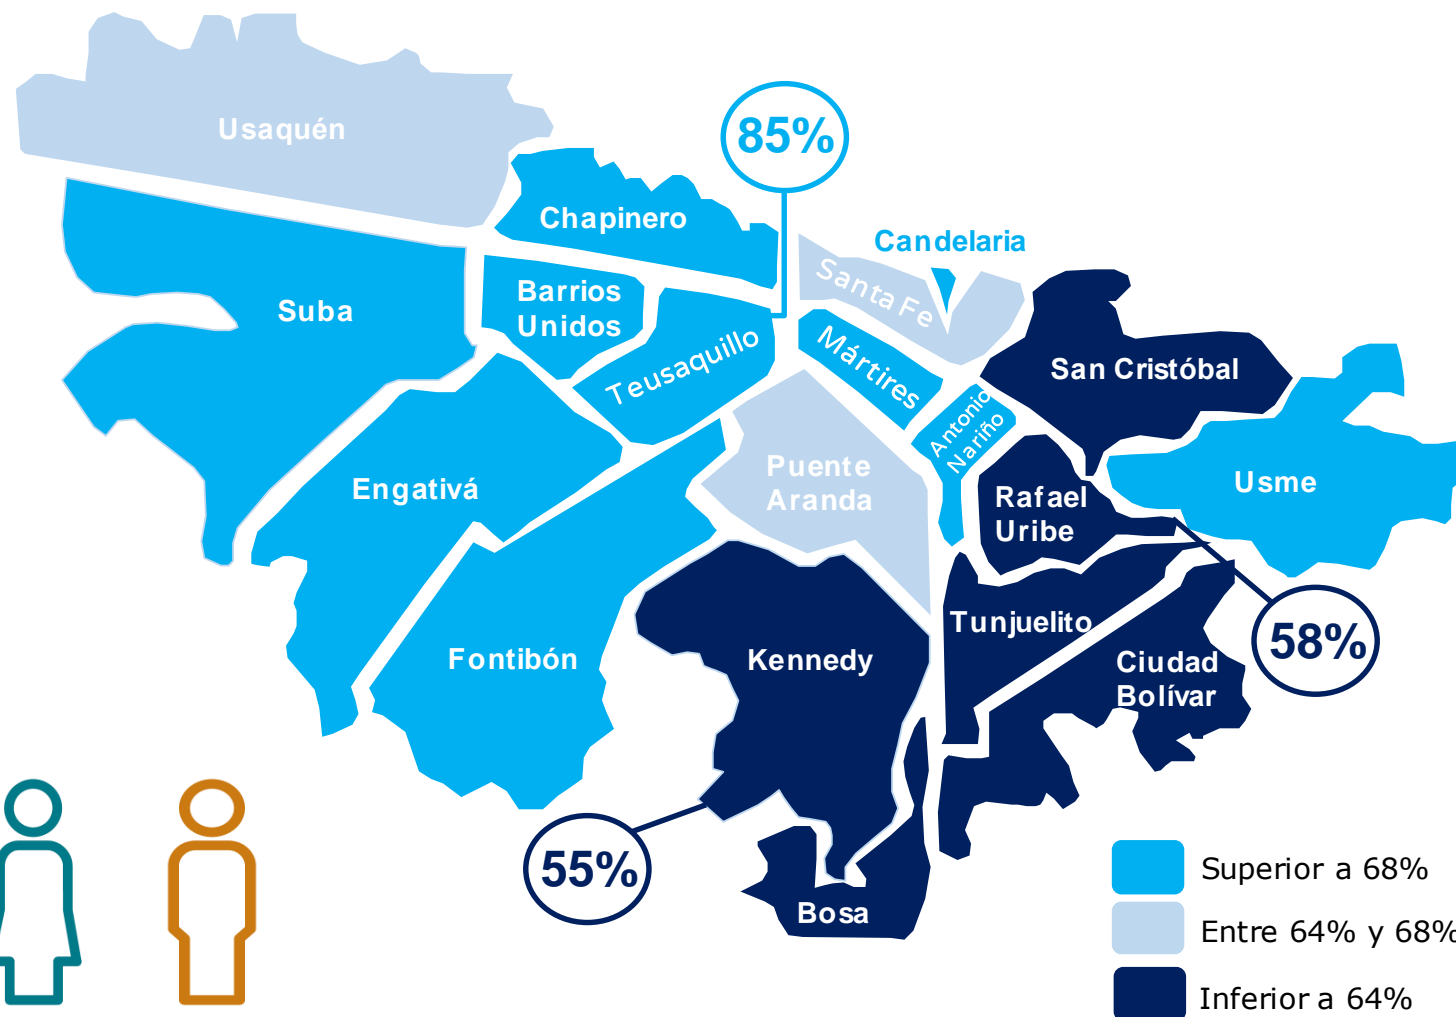 Usaquén
85%
Chapinero
Candelaria
Santa Fe
Barrios
Unidos
Suba
Teusaquillo
Mártires
San Cristóbal
Antonio
Nariño
Puente
Aranda
Engativá
Usme
Rafael
Uribe
Tunjuelito
58%
Fontibón
Kennedy
Ciudad
Bolívar
55%
Bosa
Superior a 68%
Entre 64% y 68%
Inferior a 64%